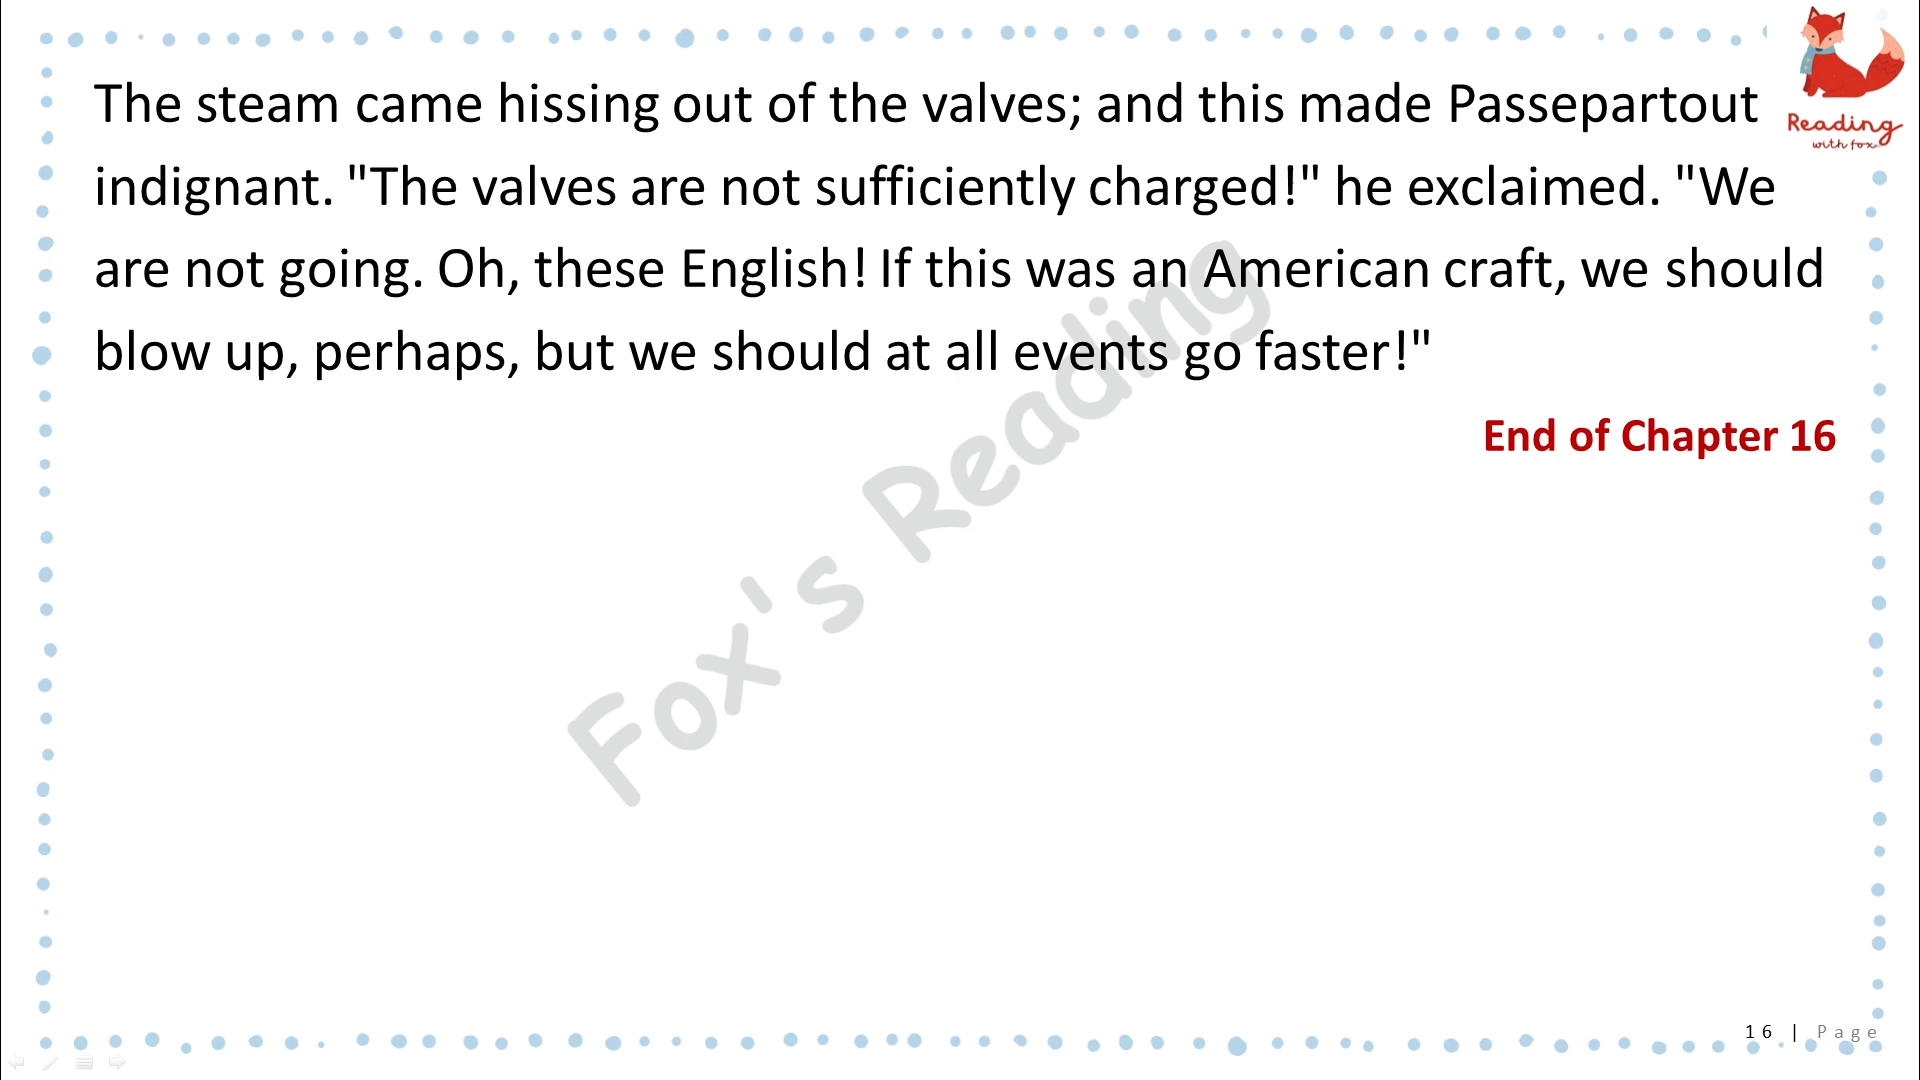 The steam came hissing out of the valves; and this made Passepartout
indignant. "The valves are not sufficiently charged!" he exclaimed. "We
are not going. Oh, these English! If this was an American craft, we should
blow up, perhaps, but we should at all events go faster!"
End of Chapter 16
Fox's Reading
Reading
with fox
16 | Page